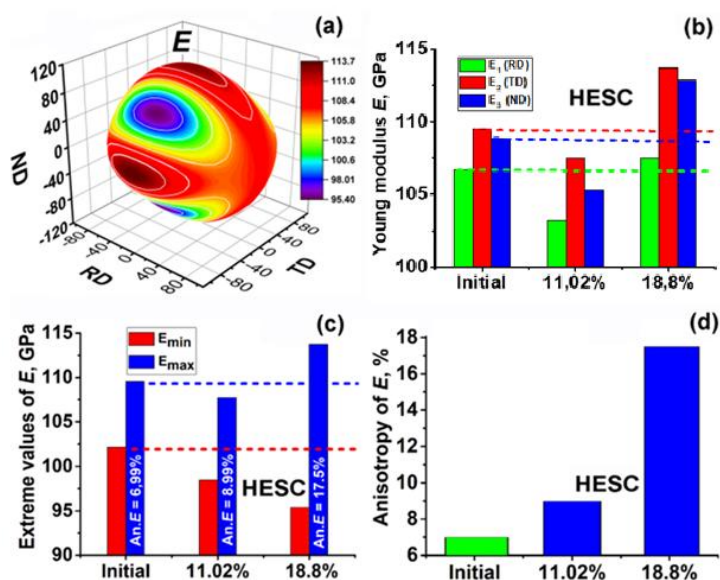 (a)
E
120
80
40
0
-40
-80
-120
ND
-80
-40
0
40
80
RD
-80
-40
0
40
80
TD
113.7
111.0
108.4
105.8
103.2
100.6
98.01
95.40
(b)
Young modulus E, GPa
115
110
105
100
E1 (RD)
E2 (TD)
E3 (ND)
HESC
Initial 11,02% 18,8%
(c)
Extreme values of E, GPa
115
110
105
100
95
90
Emin
Emax
An.E = 6,99%
An.E = 8.99%
An.E = 17.5%
HESC
Initial 11.02% 18.8%
(d)
Anisotropy of E, %
18
16
14
12
10
8
6
HESC
Initial 11.02% 18.8%